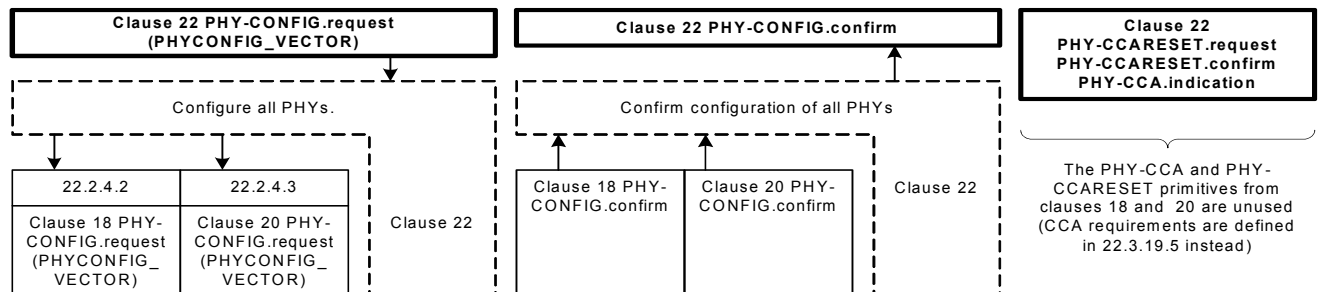 Clause 22 PHY-CONFIG.request
(PHYCONFIG_VECTOR)
Configure all PHYs.
22.2.4.2
22.2.4.3
Clause 18 PHY-
CONFIG.request
(PHYCONFIG_
VECTOR)
Clause 20 PHY-
CONFIG.request
(PHYCONFIG_
VECTOR)
Clause 22
Clause 22 PHY-CONFIG.confirm
Confirm configuration of all PHYs
Clause 18 PHY-
CONFIG.confirm
Clause 20 PHY-
CONFIG.confirm
Clause 22
Clause 22
PHY-CCARESET.request
PHY-CCARESET.confirm
PHY-CCA.indication
The PHY-CCA and PHY-
CCARESET primitives from
clauses 18 and 20 are unused
(CCA requirements are defined
in 22.3.19.5 instead)